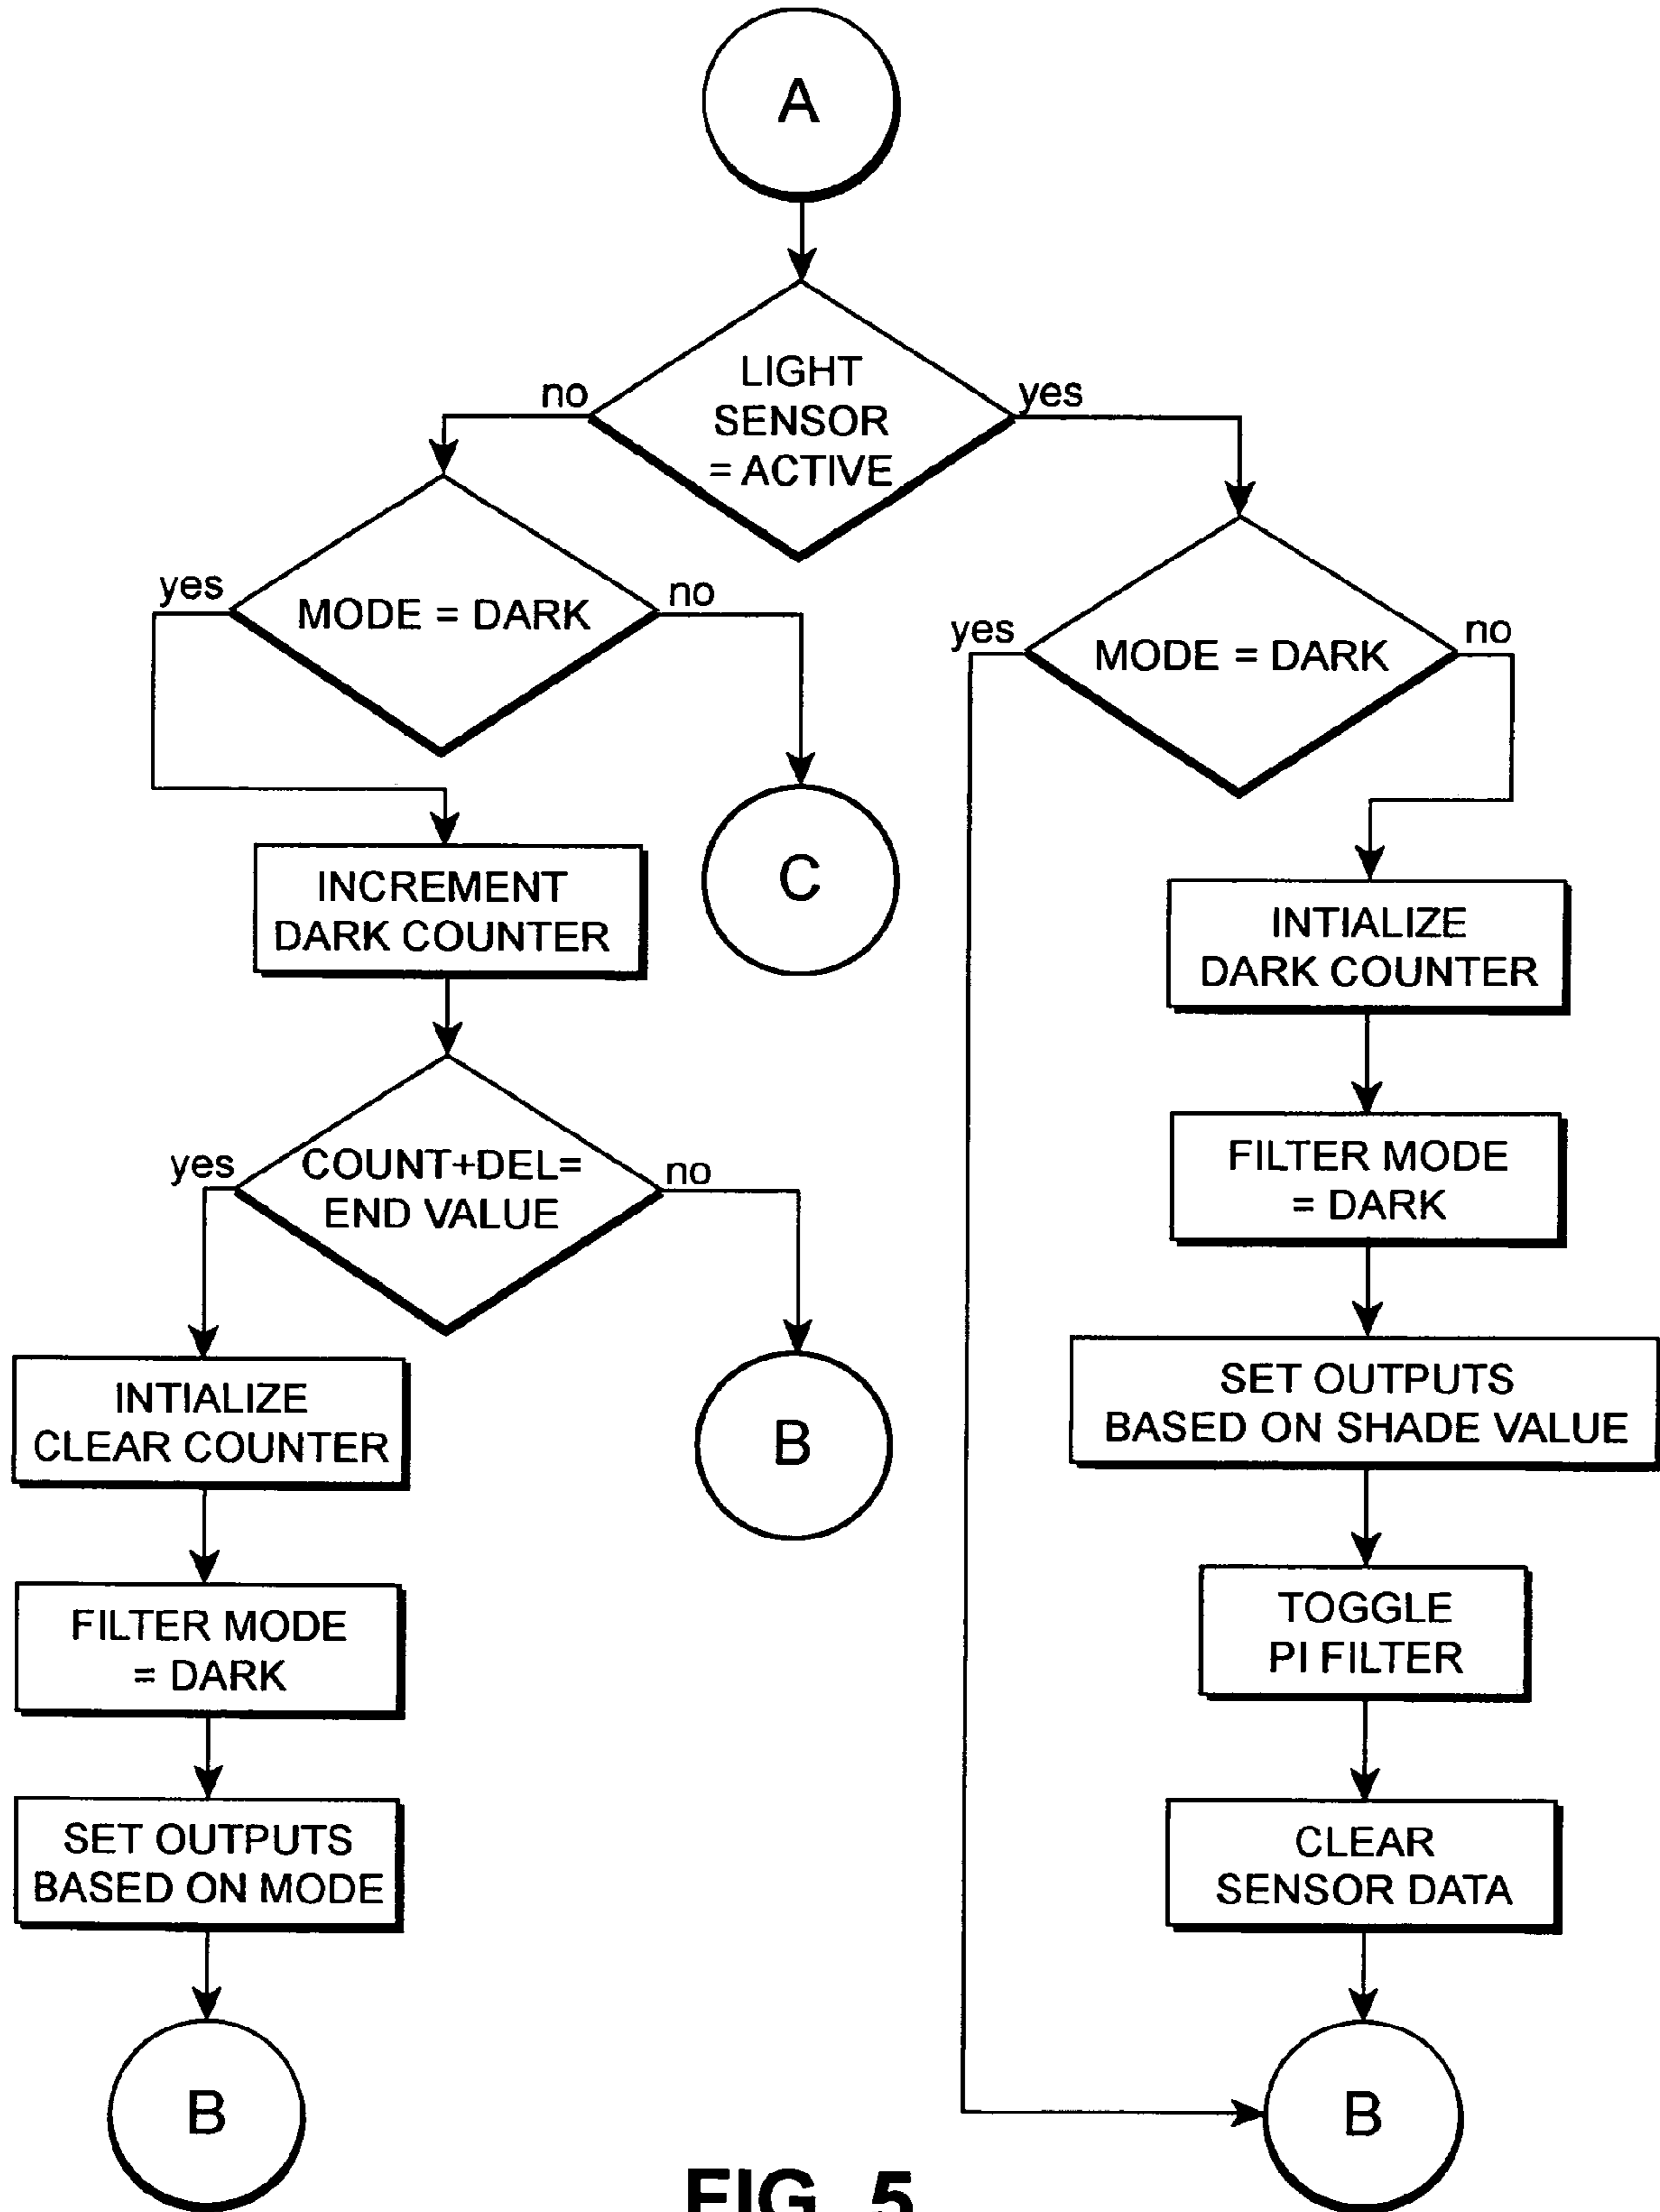 A
LIGHT
SENSOR
= ACTIVE
no
yes
MODE = DARK
yes
no
MODE = DARK
yes
no
C
INCREMENT
DARK COUNTER
INTIALIZE
DARK COUNTER
COUNT+DEL=
END VALUE
yes
no
FILTER MODE
= DARK
B
INTIALIZE
CLEAR COUNTER
SET OUTPUTS
BASED ON SHADE VALUE
FILTER MODE
= DARK
TOGGLE
PI FILTER
SET OUTPUTS
BASED ON MODE
CLEAR
SENSOR DATA
B
B
FIG. 5